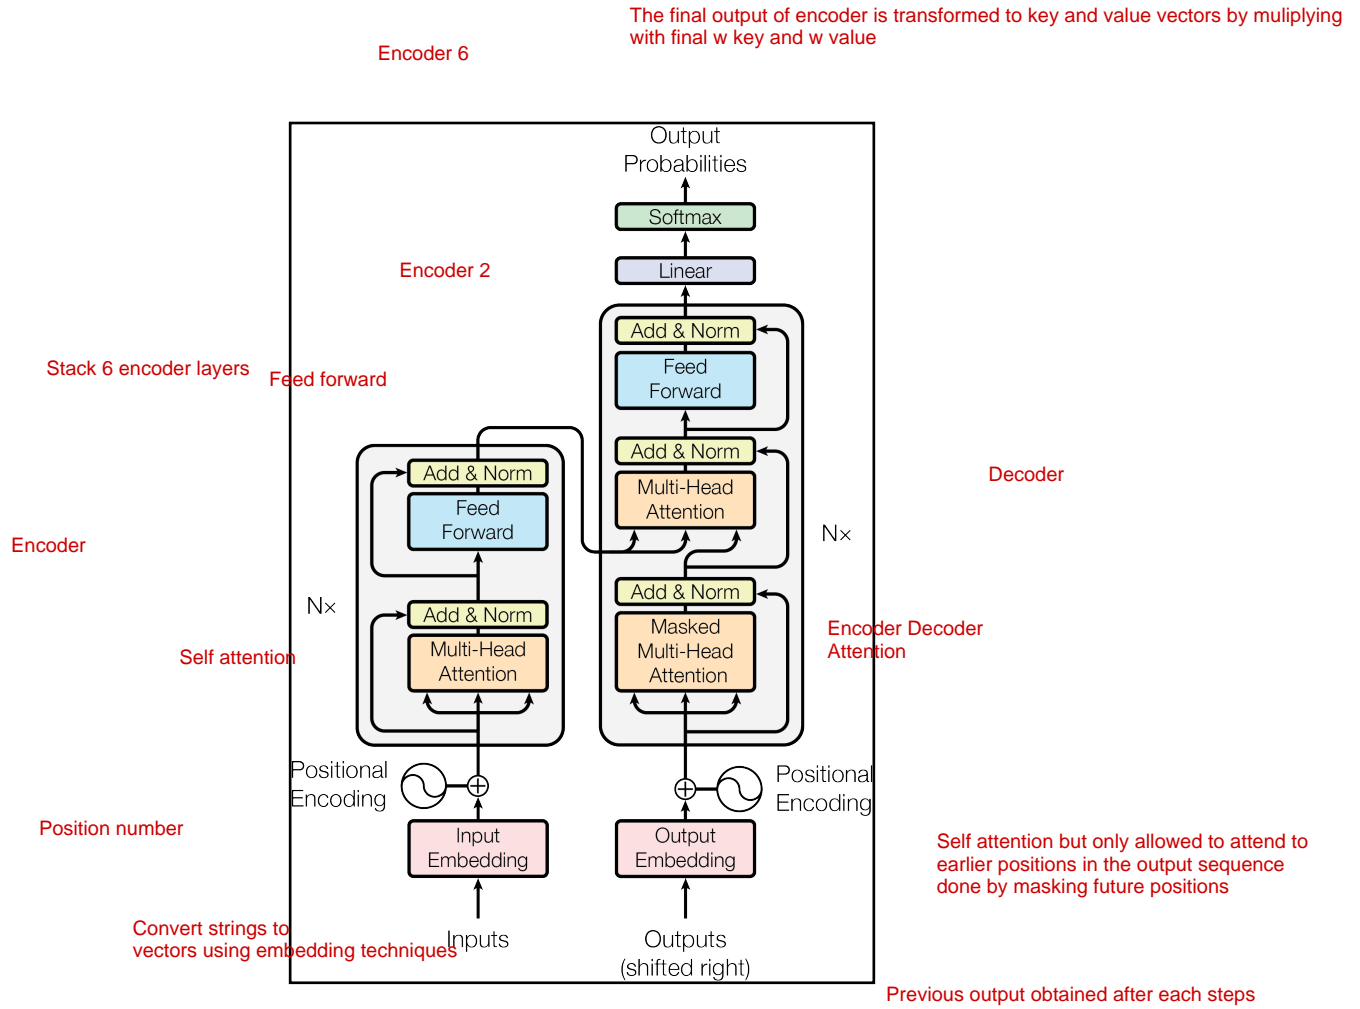 The final output of encoder is transformed to key and value vectors by muliplying
with final w key and w value
Encoder 6
Output
Probabilities
Softmax
Encoder 2
Linear
Add & Norm
Stack 6 encoder layers
Feed forward
Feed
Forward
Add & Norm
Add & Norm
Decoder
Multi-Head
Attention
Feed
Forward
Encoder
N×
Add & Norm
N×
Add & Norm
Encoder Decoder
Attention
Self attention
Multi-Head
Attention
Masked
Multi-Head
Attention
Positional
Encoding
Positional
Encoding
Position number
Input
Embedding
Output
Embedding
Self attention but only allowed to attend to
earlier positions in the output sequence
done by masking future positions
Convert strings to
vectors using embedding techniques
Inputs
Outputs
(shifted right)
Previous output obtained after each steps